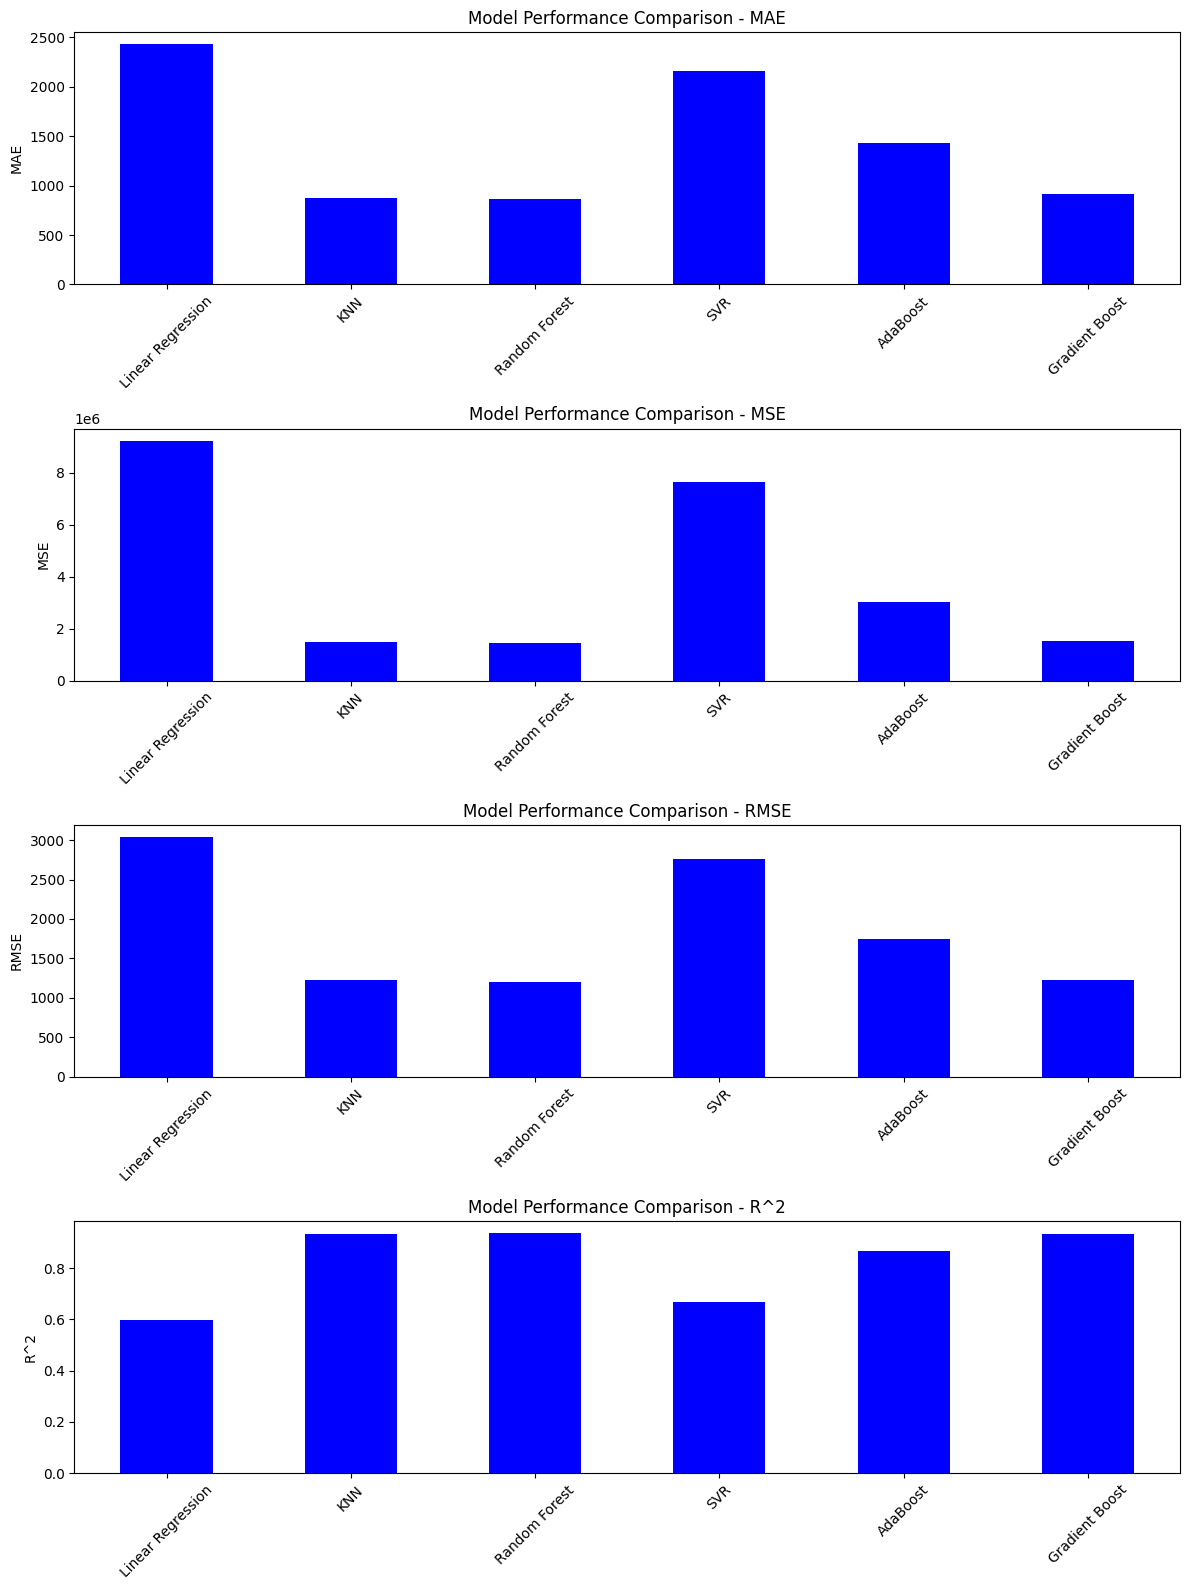 Model Performance Comparison - MAE
2500
2000
1500
1000
500
0
MAE
Linear Regression
KNN
Random Forest
SVR
AdaBoost
Gradient Boost
Model Performance Comparison - MSE
1e6
8
6
4
2
0
MSE
Linear Regression
KNN
Random Forest
SVR
AdaBoost
Gradient Boost
Model Performance Comparison - RMSE
3000
2500
2000
1500
1000
500
0
RMSE
Linear Regression
KNN
Random Forest
SVR
AdaBoost
Gradient Boost
Model Performance Comparison - R^2
0.8
0.6
0.4
0.2
0.0
R^2
Linear Regression
KNN
Random Forest
SVR
AdaBoost
Gradient Boost